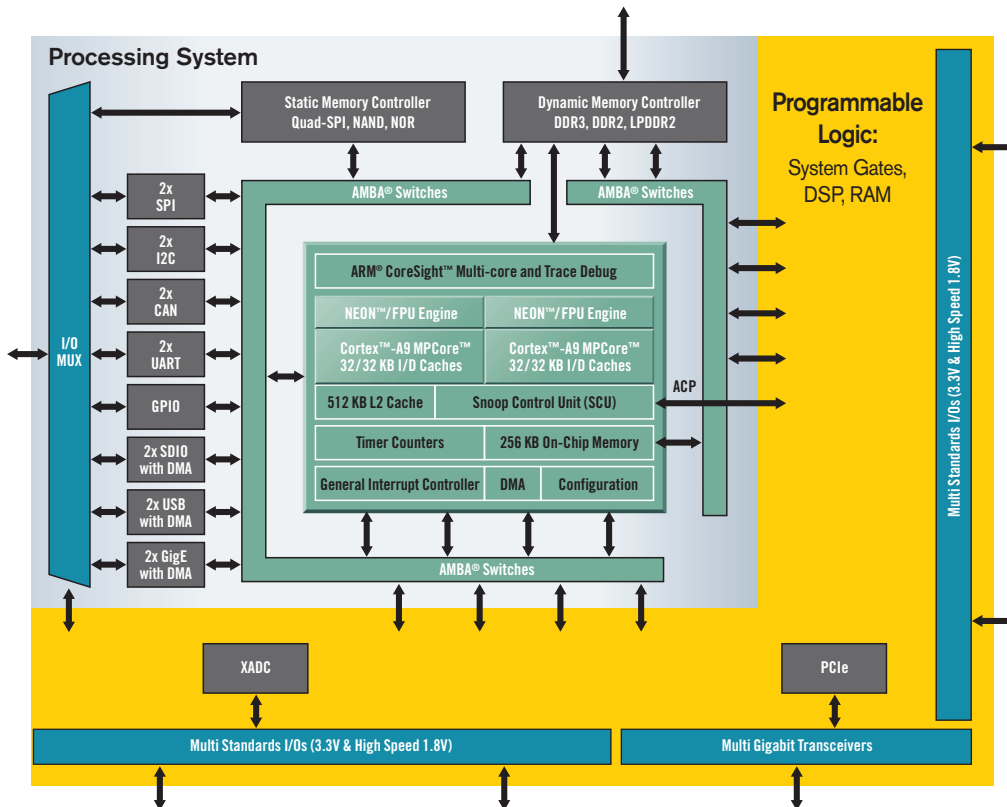 Processing System
Static Memory Controller
Quad-SPI, NAND, NOR
Dynamic Memory Controller
DDR3, DDR2, LPDDR2
Programmable
Logic:
System Gates,
DSP, RAM
I/O
MUX
2x
SPI
2x
I2C
2x
CAN
2x
UART
GPIO
2x SDIO
with DMA
2x USB
with DMA
2x GigE
with DMA
AMBA® Switches
AMBA® Switches
ARM® CoreSight™ Multi-core and Trace Debug
NEON™/FPU Engine
NEON™/FPU Engine
Cortex™-A9 MPCore™
32/32 KB I/D Caches
Cortex™-A9 MPCore™
32/32 KB I/D Caches
512 KB L2 Cache
Snoop Control Unit (SCU)
ACP
Timer Counters
256 KB On-Chip Memory
General Interrupt Controller
DMA
Configuration
AMBA® Switches
Multi Standards I/Os (3.3V & High Speed 1.8V)
XADC
PCIe
Multi Standards I/Os (3.3V & High Speed 1.8V)
Multi Gigabit Transceivers